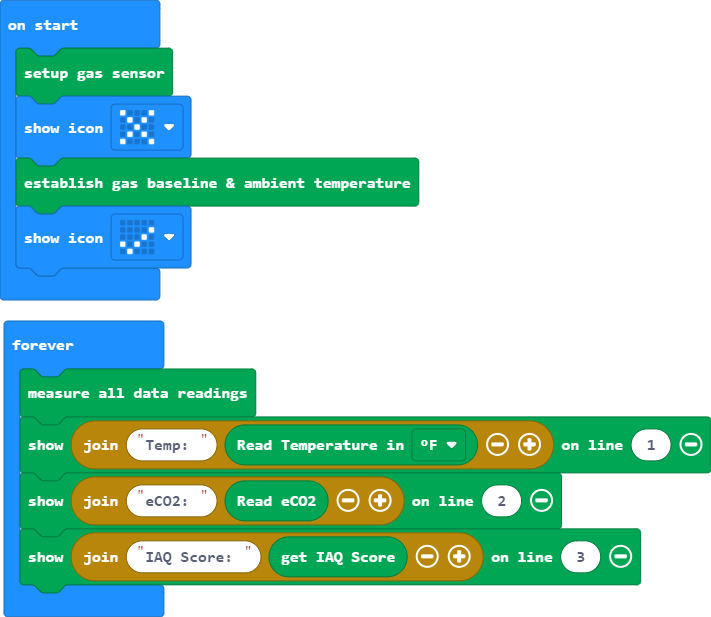 on start
setup gas sensor
show icon
establish gas baseline & ambient temperature
show icon
forever
measure all data readings
show join "Temp: " Read Temperature in ºF on line 1
show join "eCO2: " Read eCO2 on line 2
show join "IAQ Score: " get IAQ Score on line 3